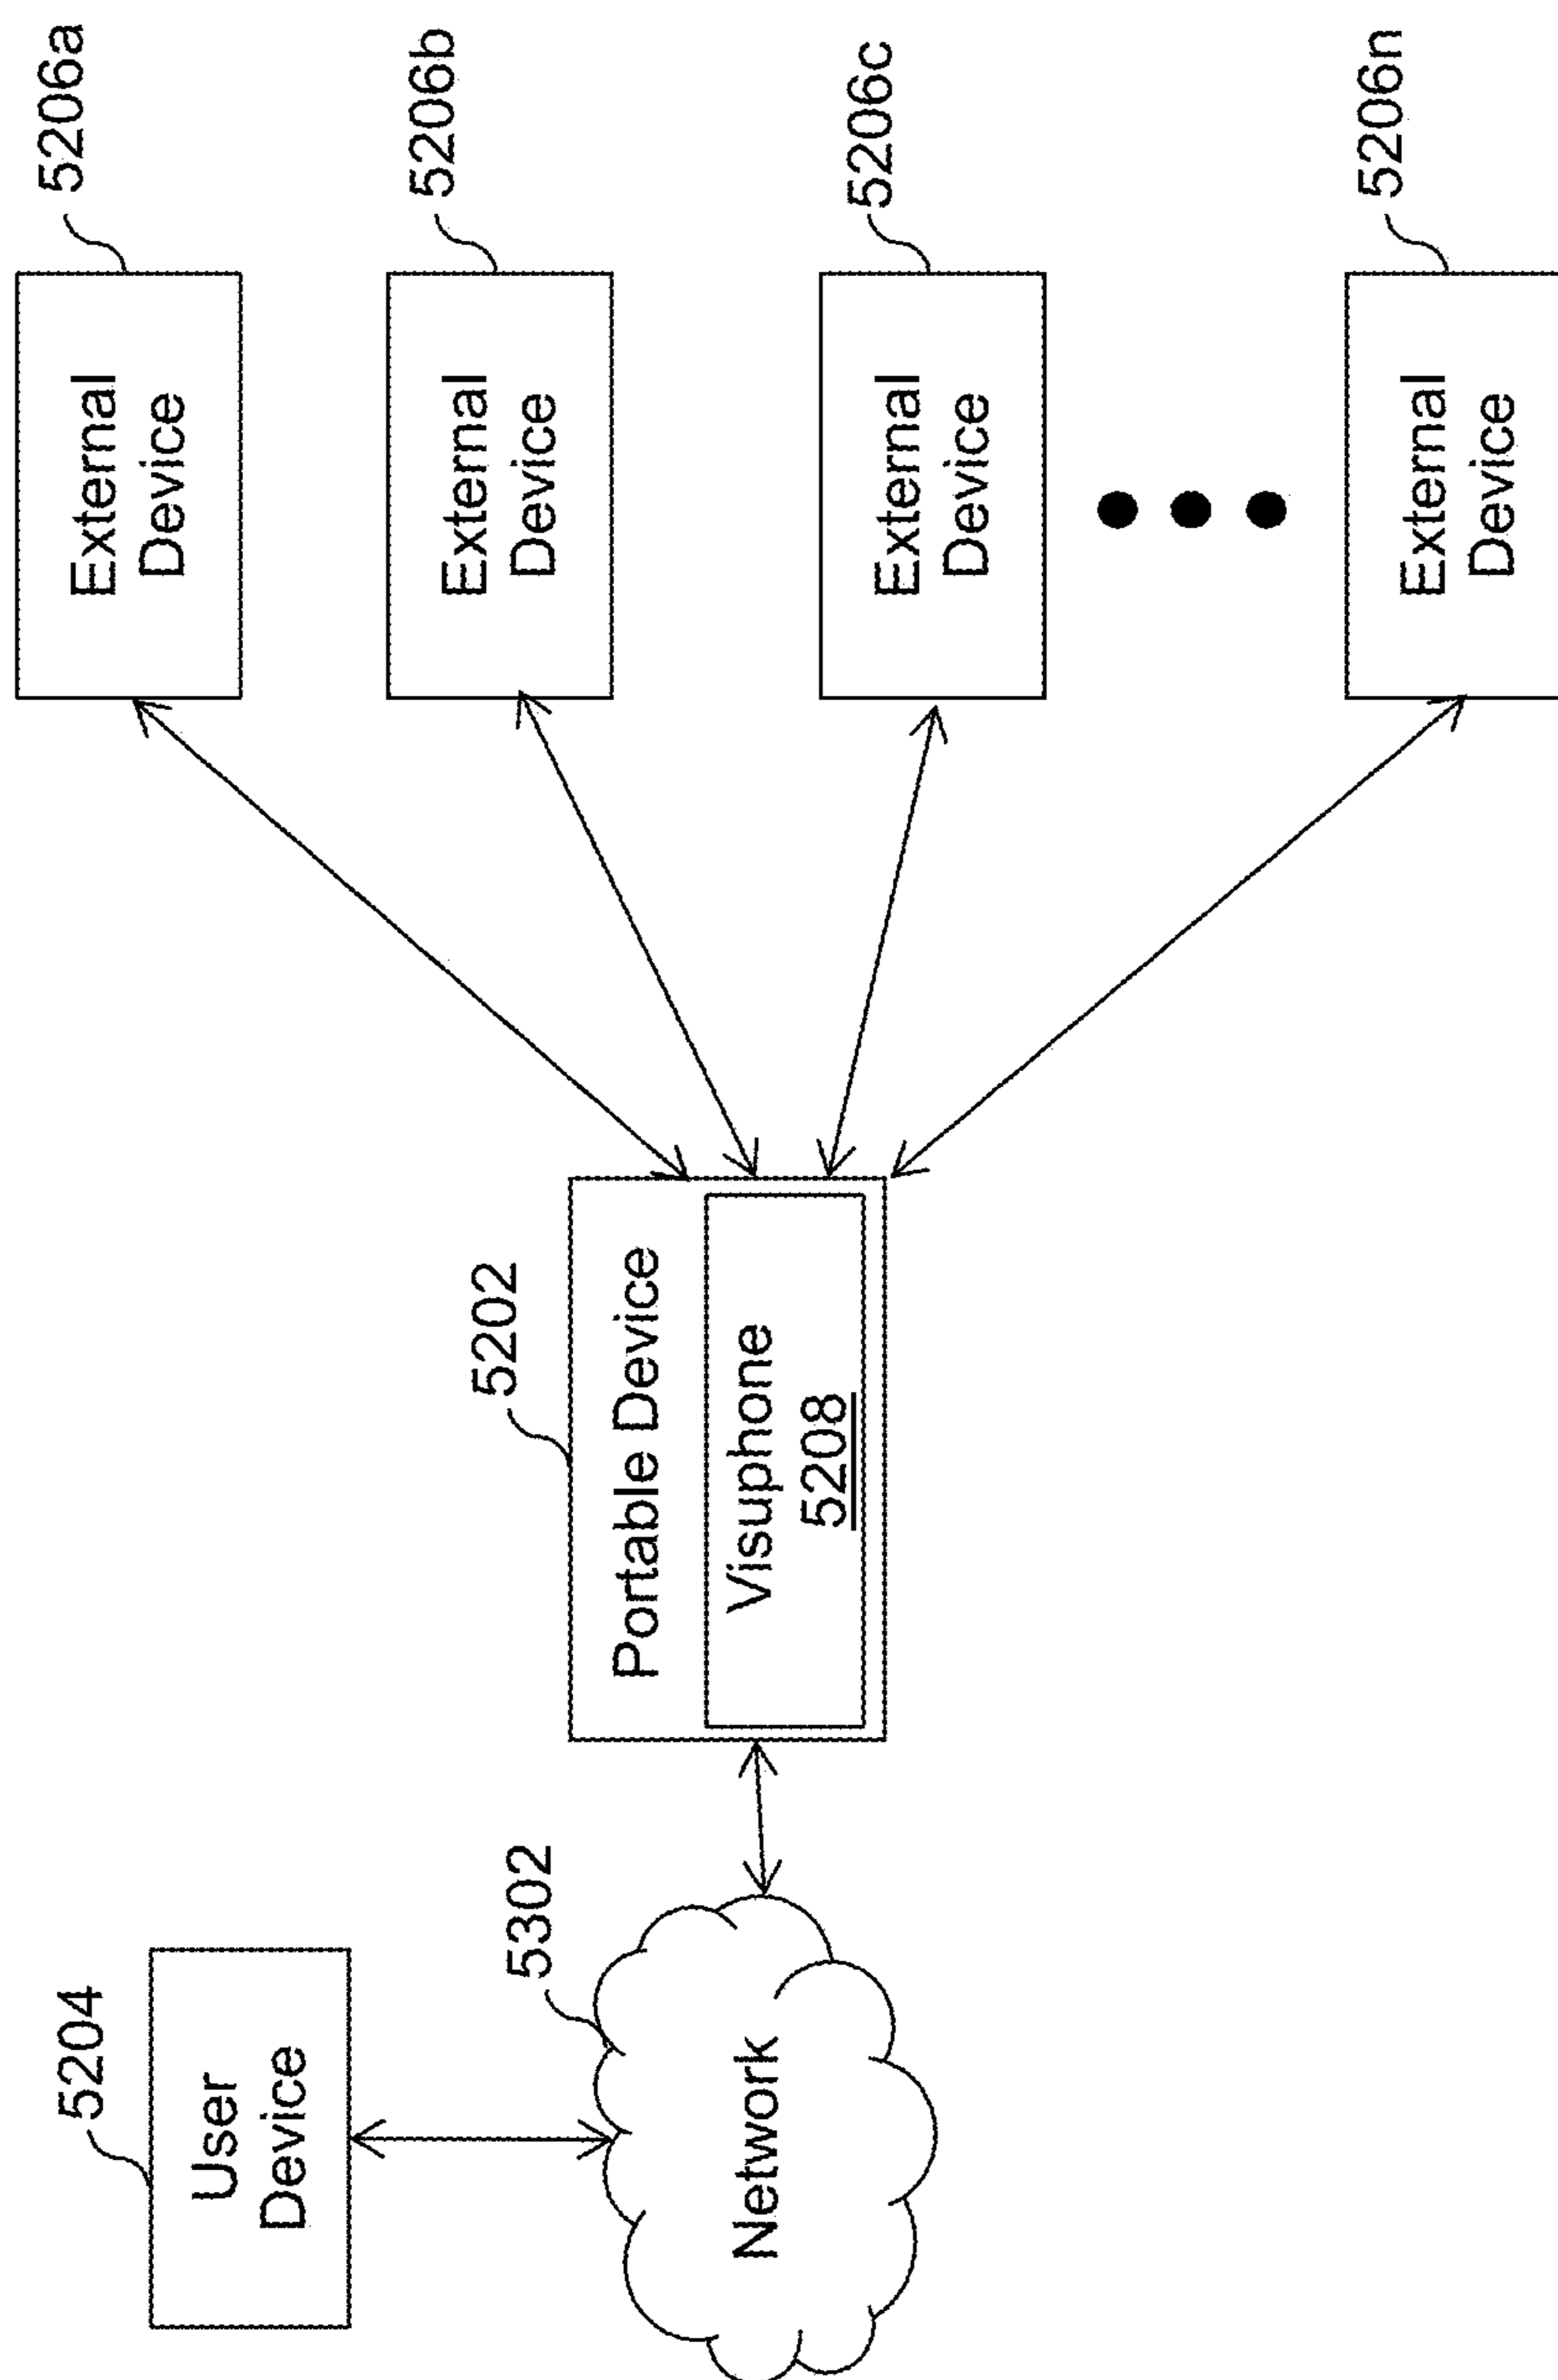 5204
User
Device
5302
Network
5202
Portable Device
Visuphone
5208
5206a
External
Device
5206b
External
Device
5206c
External
Device
5206n
External
Device